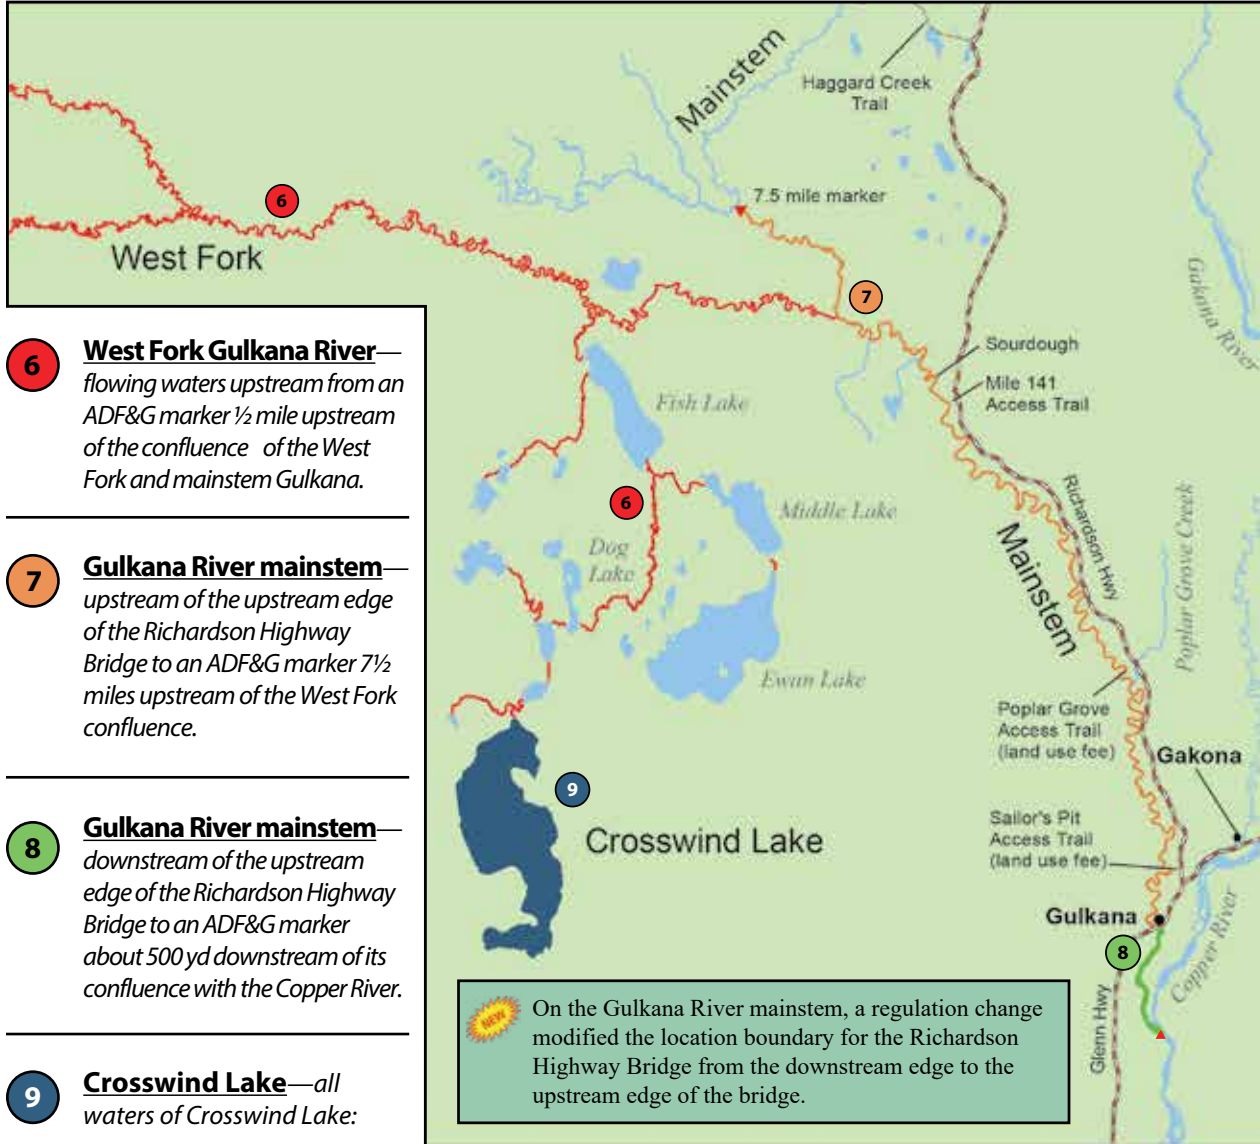 Mainstem
Haggard Creek
Trail
7.5 mile marker
6
West Fork
7
Gakona River
Sourdough
Mile 141
Access Trail
Fish Lake
Richardson Hwy
6
Middle Lake
Dog
Lake
Mainstem
Poplar Grove Creek
Ewan Lake
Poplar Grove
Access Trail
(land use fee)
Gakona
9
Crosswind Lake
Sailor's Pit
Access Trail
(land use fee)
Gulkana
8
Copper River
Glenn Hwy
6
West Fork Gulkana River—
flowing waters upstream from an
ADF&G marker ½ mile upstream
of the confluence of the West
Fork and mainstem Gulkana.
7
Gulkana River mainstem—
upstream of the upstream edge
of the Richardson Highway
Bridge to an ADF&G marker 7½
miles upstream of the West Fork
confluence.
8
Gulkana River mainstem—
downstream of the upstream
edge of the Richardson Highway
Bridge to an ADF&G marker
about 500 yd downstream of its
confluence with the Copper River.
9
Crosswind Lake—all
waters of Crosswind Lake:
NEW
On the Gulkana River mainstem, a regulation change
modified the location boundary for the Richardson
Highway Bridge from the downstream edge to the
upstream edge of the bridge.